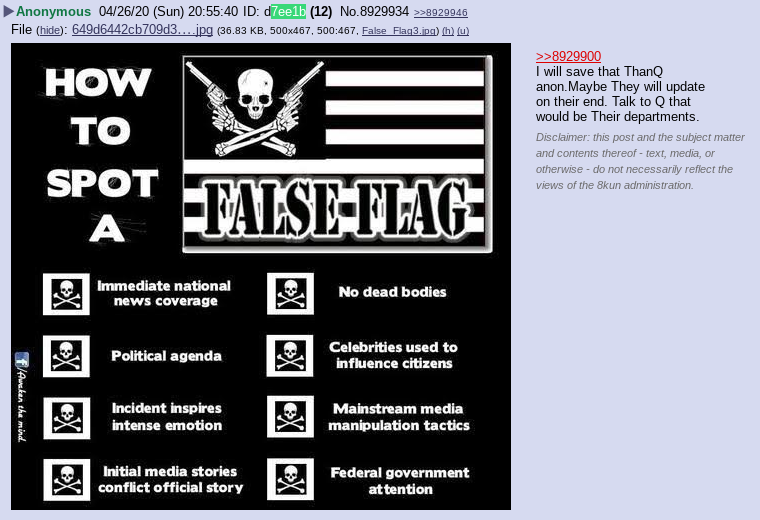 ▶Anonymous 04/26/20 (Sun) 20:55:40 ID: d7ee1b (12) No.8929934 >>8929946
File (hide): 649d6442cb709d3….jpg (36.83 KB, 500x467, 500:467, False_Flag3.jpg) (h) (u)
HOW
TO
SPOT
A
FALSE FLAG
Immediate national
news coverage
No dead bodies
Political agenda
Celebrities used to
influence citizens
Incident inspires
intense emotion
Mainstream media
manipulation tactics
Initial media stories
conflict official story
Federal government
attention
f/Awaken the mind.
>>8929900
I will save that ThanQ
anon.Maybe They will update
on their end. Talk to Q that
would be Their departments.
Disclaimer: this post and the subject matter
and contents thereof - text, media, or
otherwise - do not necessarily reflect the
views of the 8kun administration.